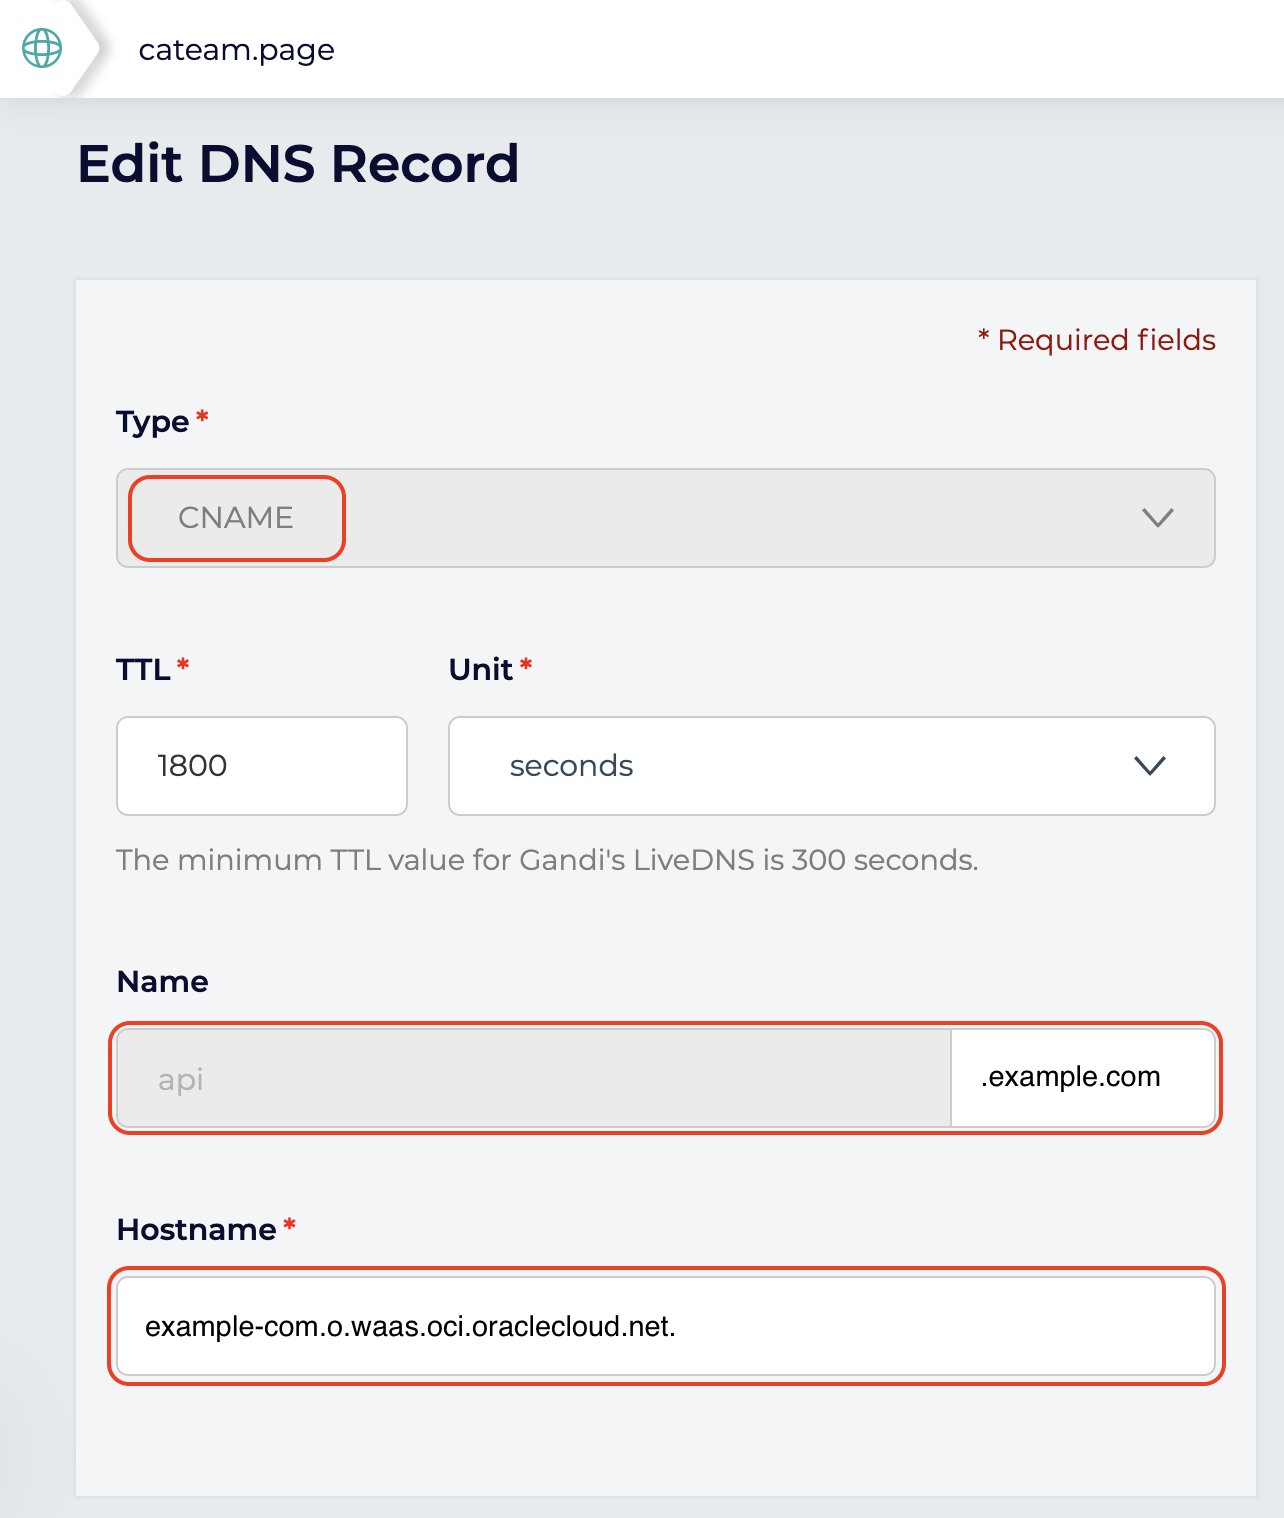 cateam.page
Edit DNS Record
* Required fields
Type *
CNAME
TTL * Unit *
1800 seconds
The minimum TTL value for Gandi's LiveDNS is 300 seconds.
Name
api .example.com
Hostname *
example-com.o.waas.oci.oraclecloud.net.